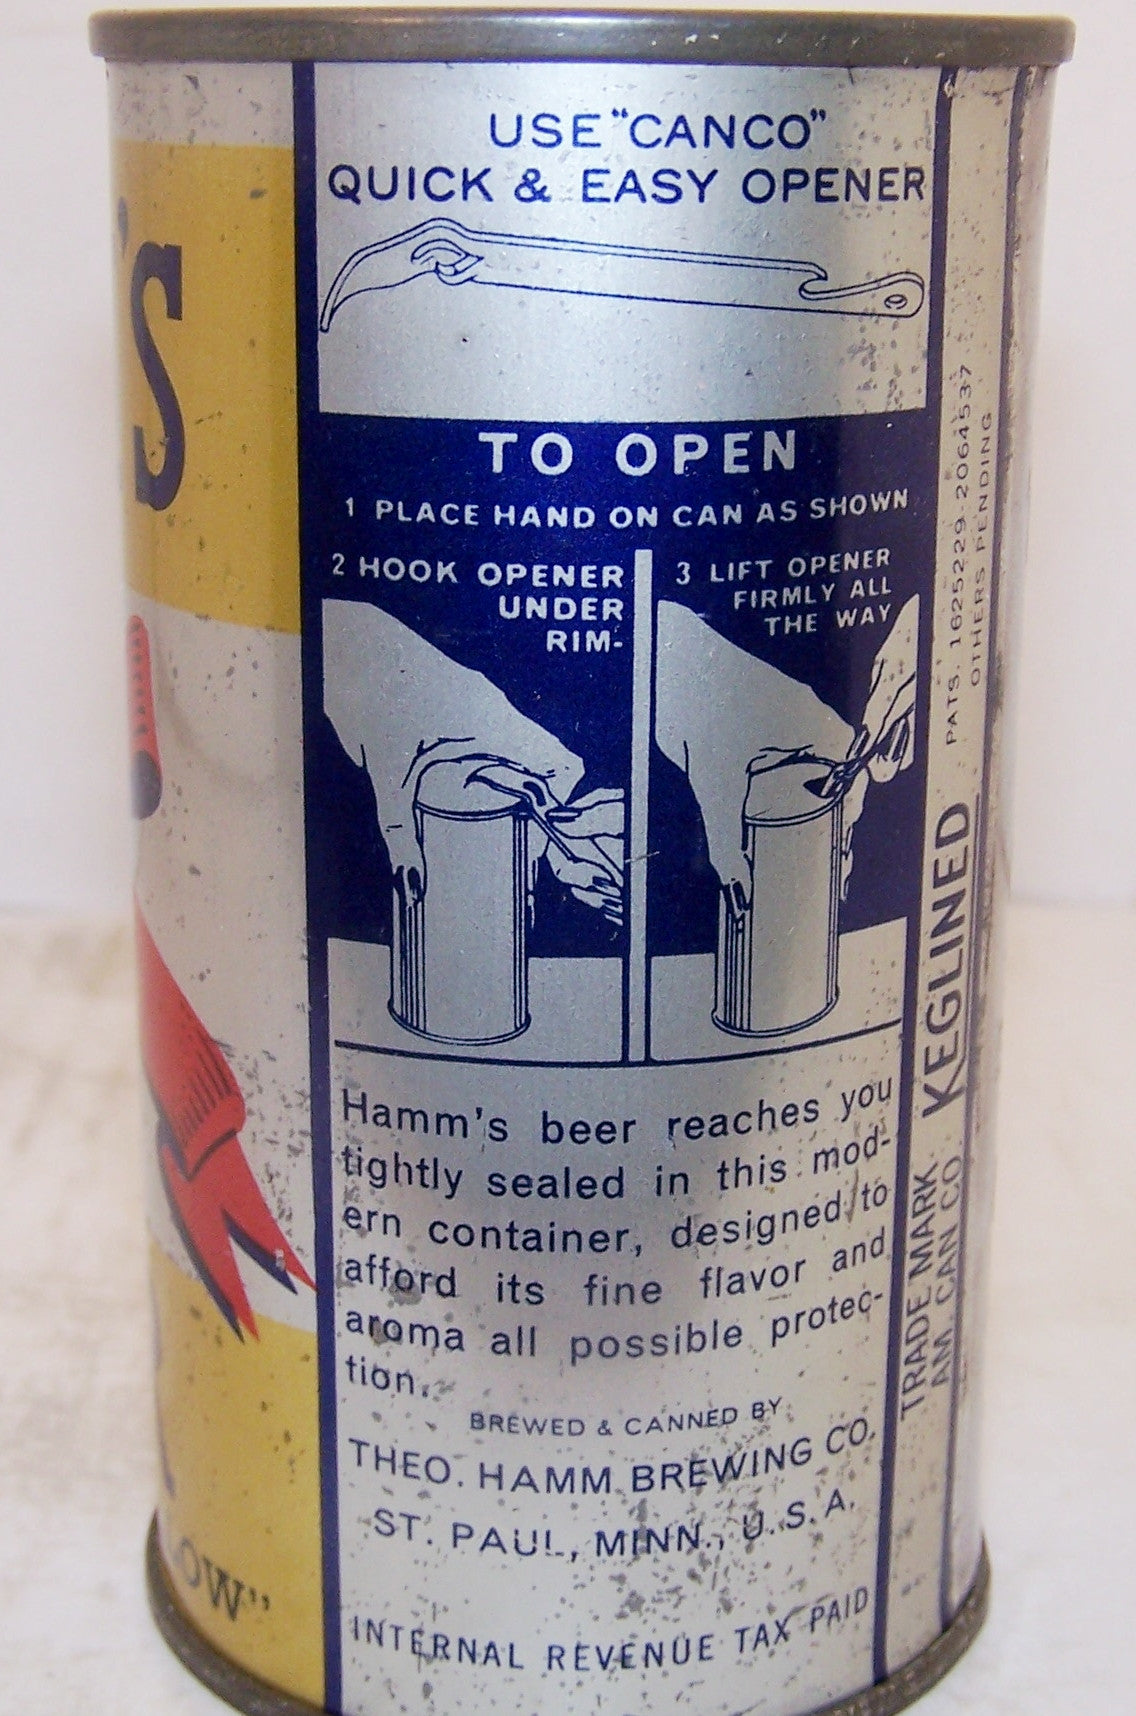 'S
OW"
USE "CANCO"
QUICK & EASY OPENER
TO OPEN
1 PLACE HAND ON CAN AS SHOWN
2 HOOK OPENER
UNDER
RIM-
3 LIFT OPENER
FIRMLY ALL
THE WAY
Hamm's beer reaches you
tightly sealed in this mod-
ern container, designed to
afford its fine flavor and
aroma all possible protec-
tion.
BREWED & CANNED BY
THEO. HAMM BREWING CO.
ST. PAUL, MINN., U.S.A.
INTERNAL REVENUE TAX PAID
TRADE MARK
AM. CAN CO.
KEGLINED
PATS. 1625229-2064537
OTHERS PENDING